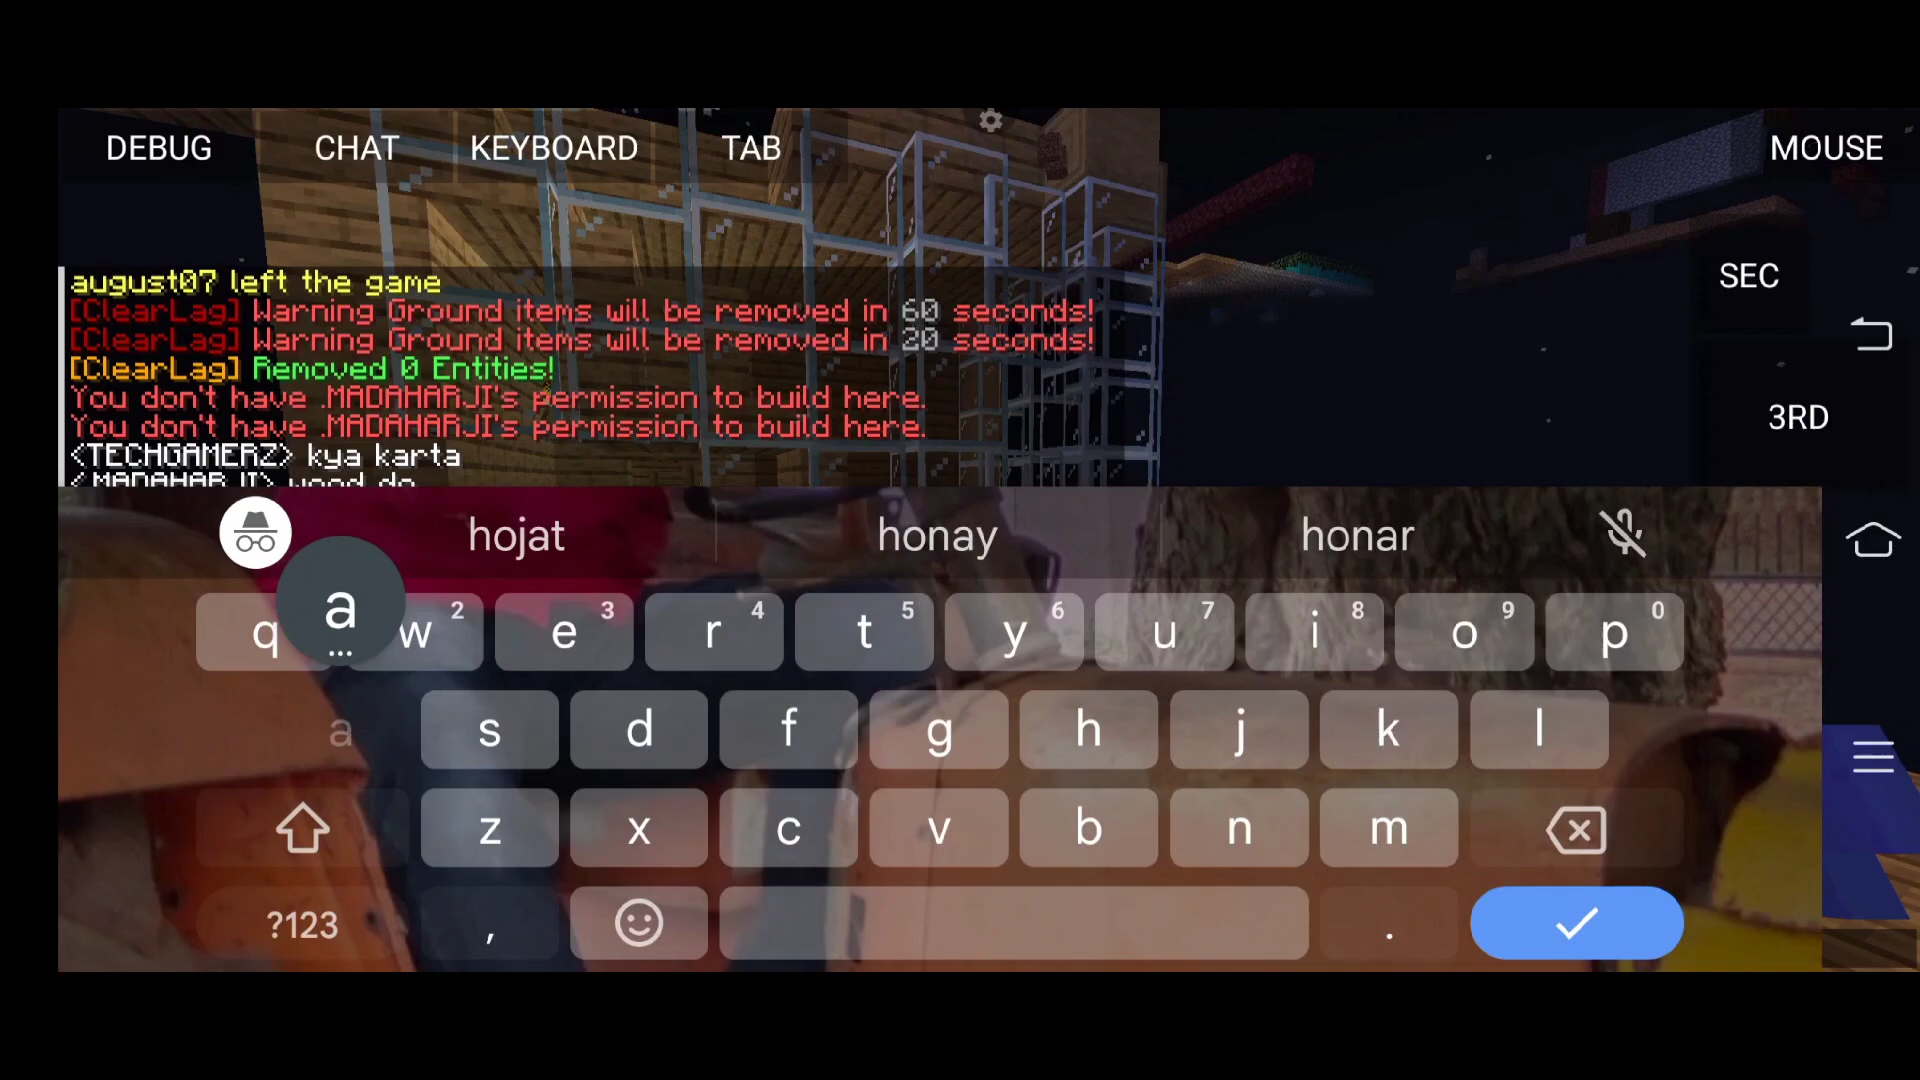 DEBUG CHAT KEYBOARD TAB MOUSE
SEC
3RD
august07 left the game
[ClearLag] Warning Ground items will be removed in 60 seconds!
[ClearLag] Warning Ground items will be removed in 20 seconds!
[ClearLag] Removed 0 Entities!
You don't have .MADAHARJI's permission to build here.
You don't have .MADAHARJI's permission to build here.
<TECHGAMERZ> kya karta
<.MADAHARJI> wood do
hojat honay honar
a
...
q w 2 e 3 r 4 t 5 y 6 u 7 i 8 o 9 p 0
a s d f g h j k l
z x c v b n m
?123 , .